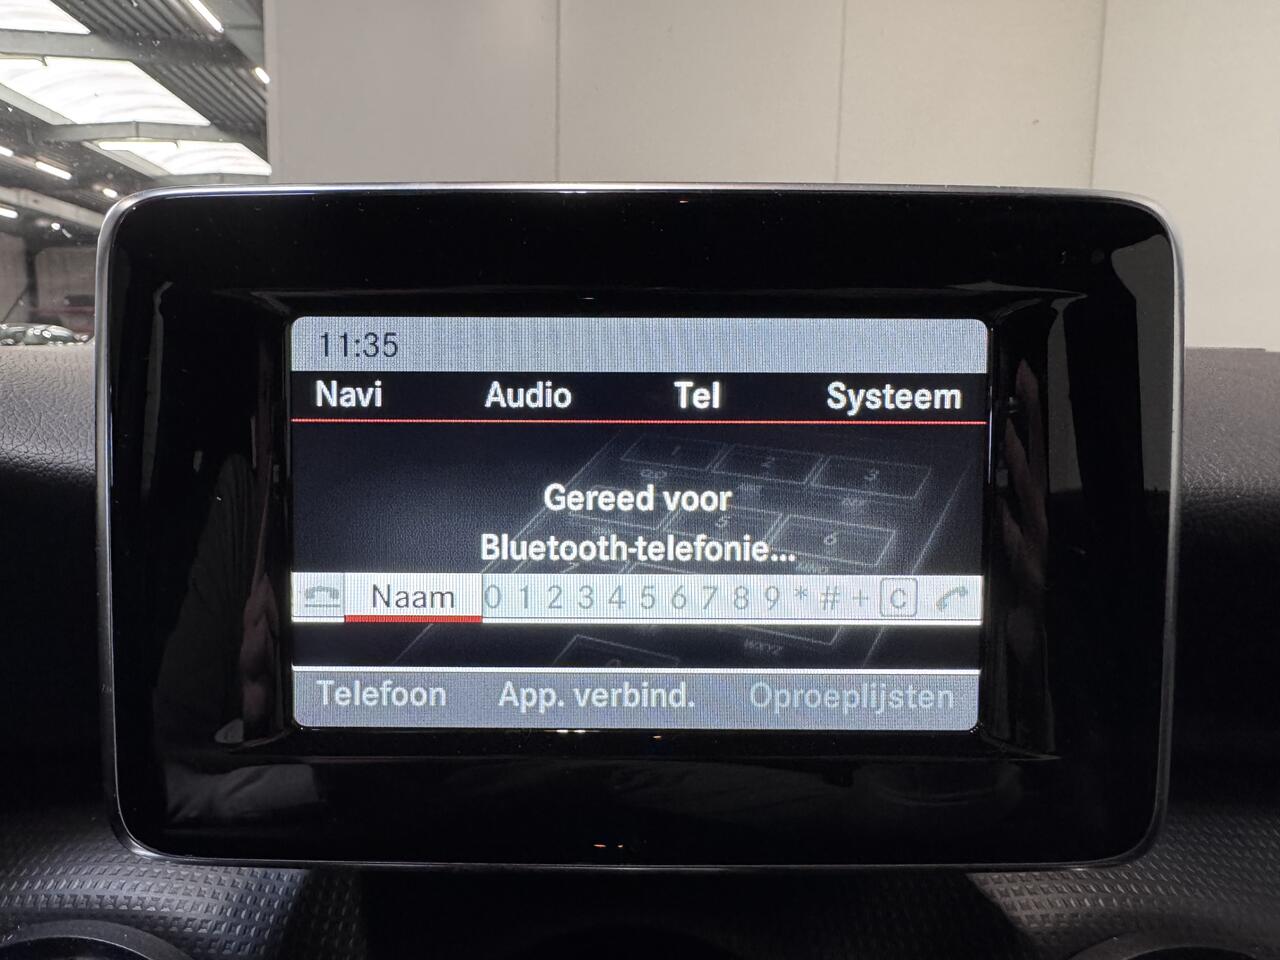 11:35
Navi Audio Tel Systeem
Gereed voor
Bluetooth-telefonie...
Naam 0 1 2 3 4 5 6 7 8 9 * # + C
Telefoon App. verbind. Oproeplijsten